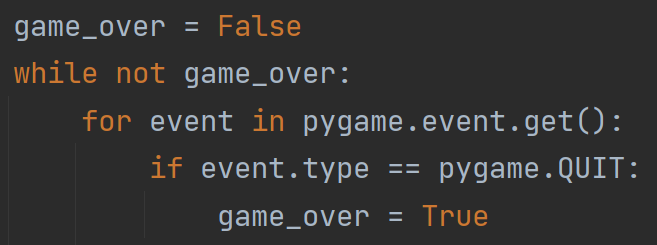 game_over = False
while not game_over:
    for event in pygame.event.get():
        if event.type == pygame.QUIT:
            game_over = True